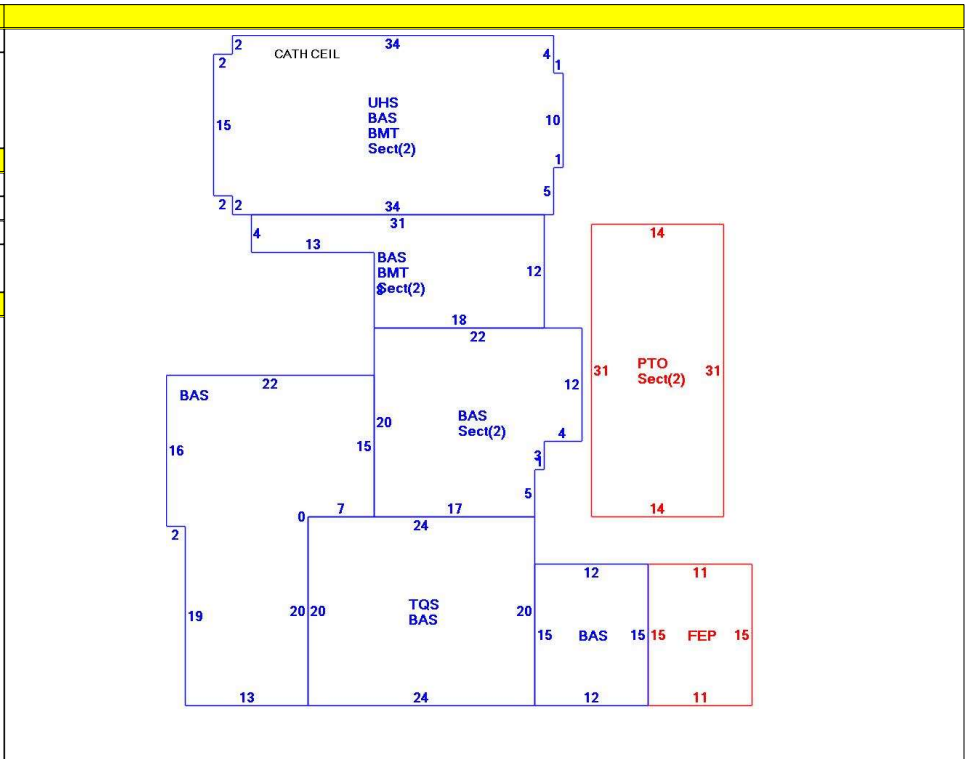 2 34 4
CATH CEIL
2 1
UHS
BAS
BMT
Sect(2)
15 10
1
2 2 34 5
31
4 13
14
BAS
BMT
Sect(2)
12
18
22
31 PTO 31
Sect(2)
22
BAS
12
20
BAS
Sect(2)
4
16 15
3
1
5
0 7 17 14
24
2
12 11
19 20 20 TQS 20
BAS
15 BAS 15 15 FEP 15
13 24 12 11